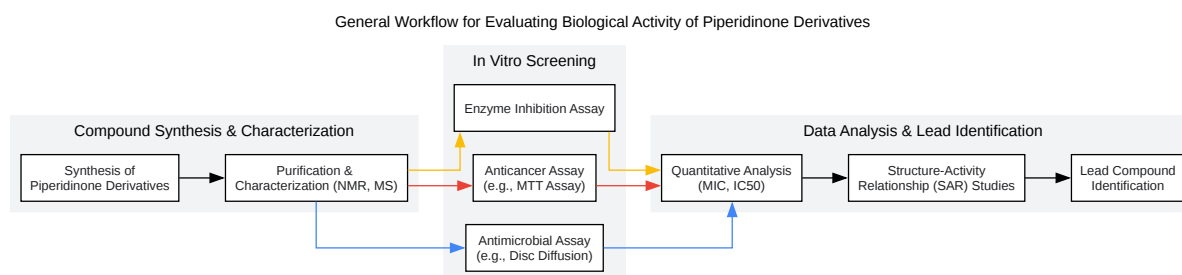 General Workflow for Evaluating Biological Activity of Piperidinone Derivatives
In Vitro Screening
Enzyme Inhibition Assay
Compound Synthesis & Characterization
Synthesis of
Piperidinone Derivatives
Purification &
Characterization (NMR, MS)
Anticancer Assay
(e.g., MTT Assay)
Antimicrobial Assay
(e.g., Disc Diffusion)
Data Analysis & Lead Identification
Quantitative Analysis
(MIC, IC50)
Structure-Activity
Relationship (SAR) Studies
Lead Compound
Identification